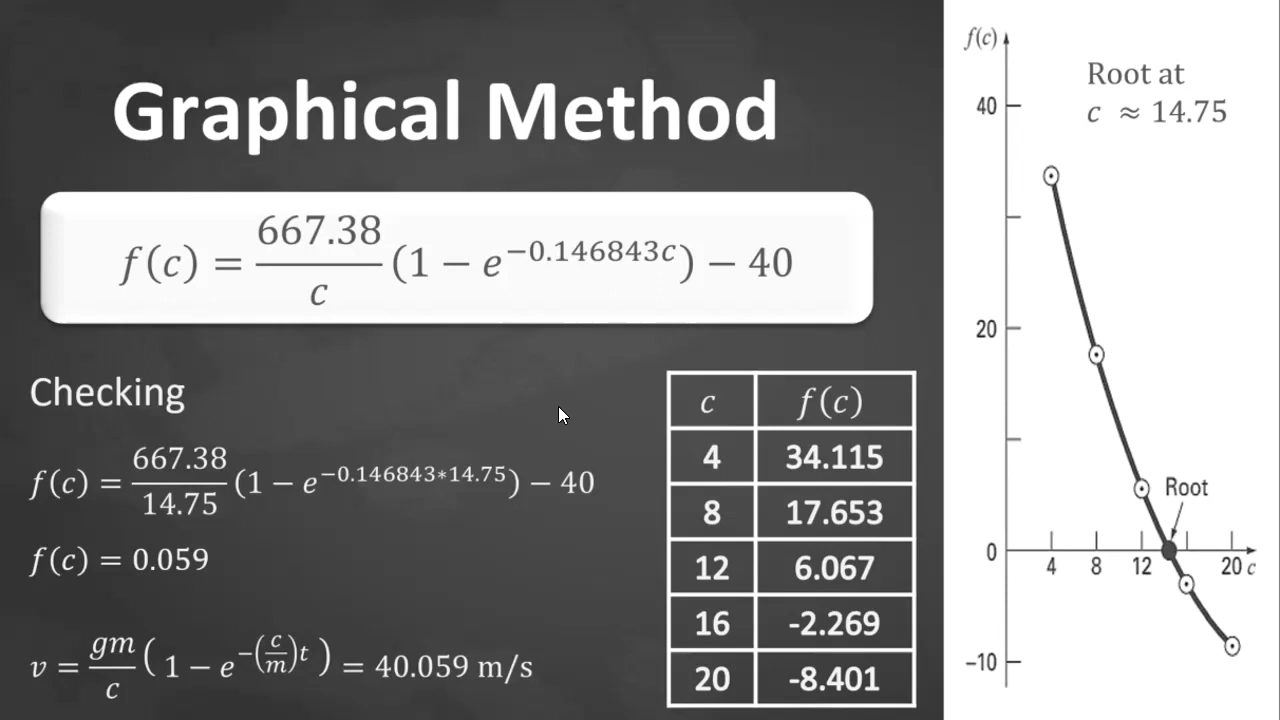 Graphical Method
f(c) = 667.38/c (1 − e^−0.146843c) − 40
Checking
f(c) = 667.38/14.75 (1 − e^−0.146843*14.75) − 40
f(c) = 0.059
v = gm/c ( 1 − e^−(c/m)t ) = 40.059 m/s
c f(c)
4 34.115
8 17.653
12 6.067
16 -2.269
20 -8.401
f(c)
Root at
c ≈ 14.75
40
20
Root
0
4 8 12 20 c
−10